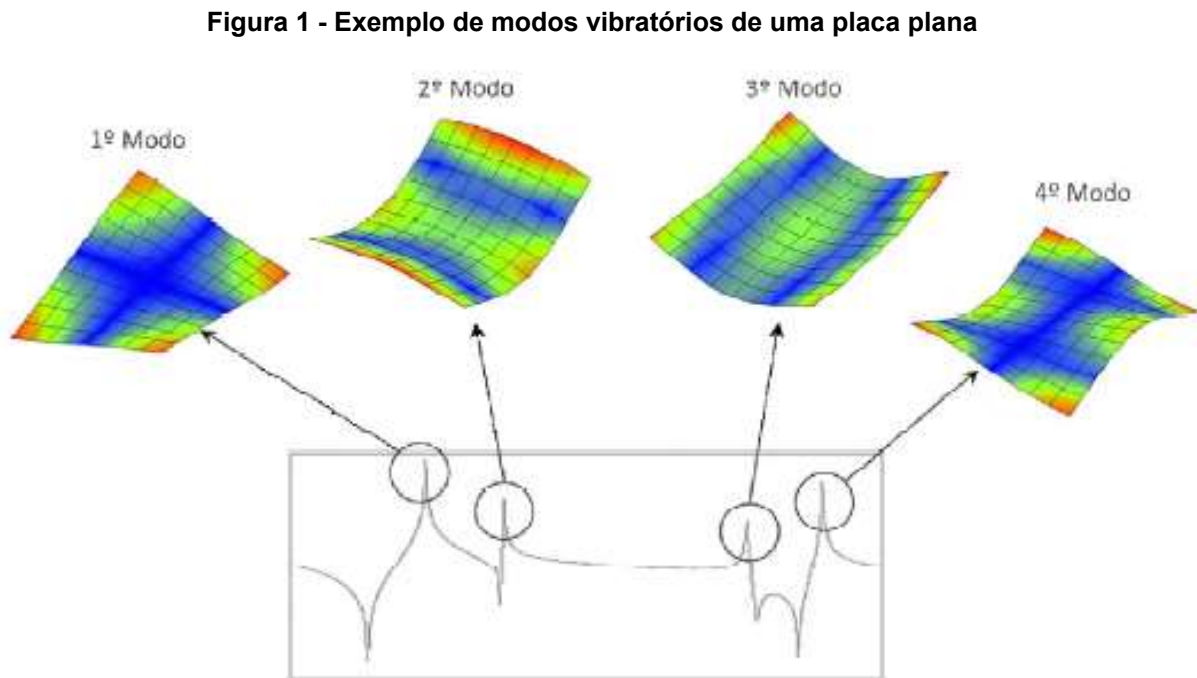 Figura 1 - Exemplo de modos vibratórios de uma placa plana
1º Modo
2º Modo
3º Modo
4º Modo